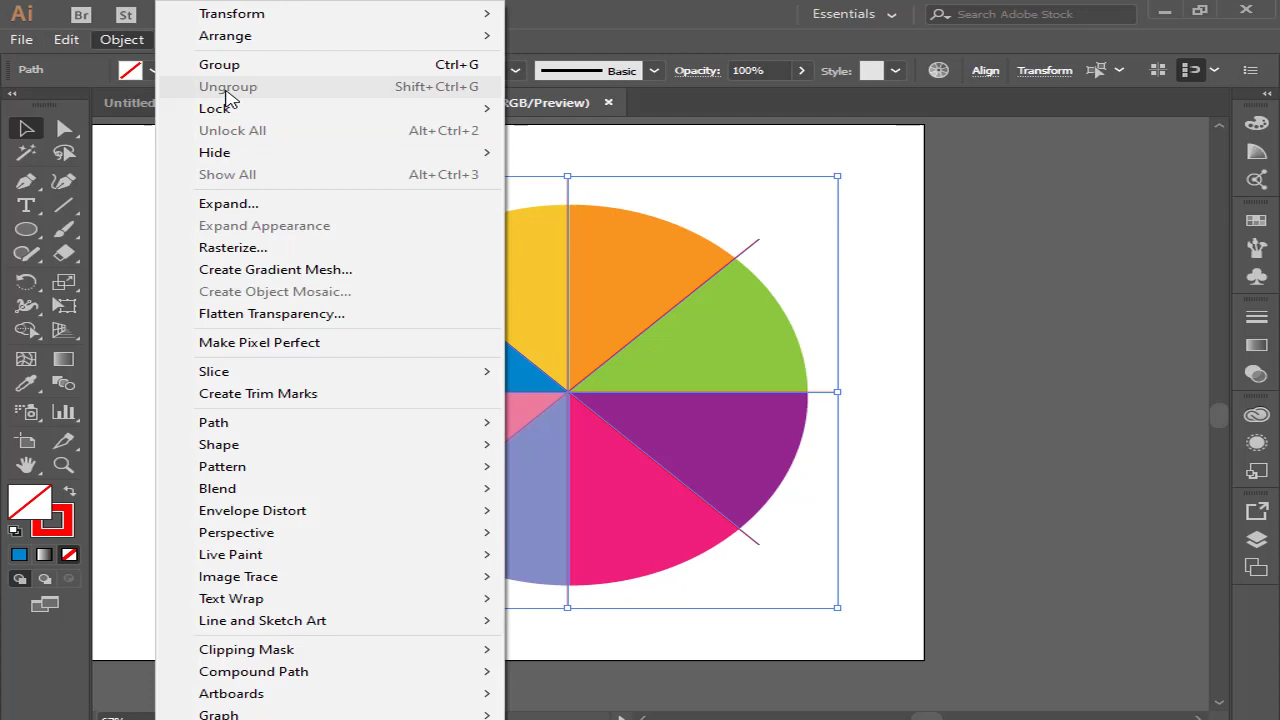 Ai Br St Essentials Search Adobe Stock
File Edit Object
Path Basic Opacity: 100% Style: Align Transform
Untitled RGB/Preview) ×
Transform
Arrange
Group Ctrl+G
Ungroup Shift+Ctrl+G
Lock
Unlock All Alt+Ctrl+2
Hide
Show All Alt+Ctrl+3
Expand...
Expand Appearance
Rasterize...
Create Gradient Mesh...
Create Object Mosaic...
Flatten Transparency...
Make Pixel Perfect
Slice
Create Trim Marks
Path
Shape
Pattern
Blend
Envelope Distort
Perspective
Live Paint
Image Trace
Text Wrap
Line and Sketch Art
Clipping Mask
Compound Path
Artboards
Graph